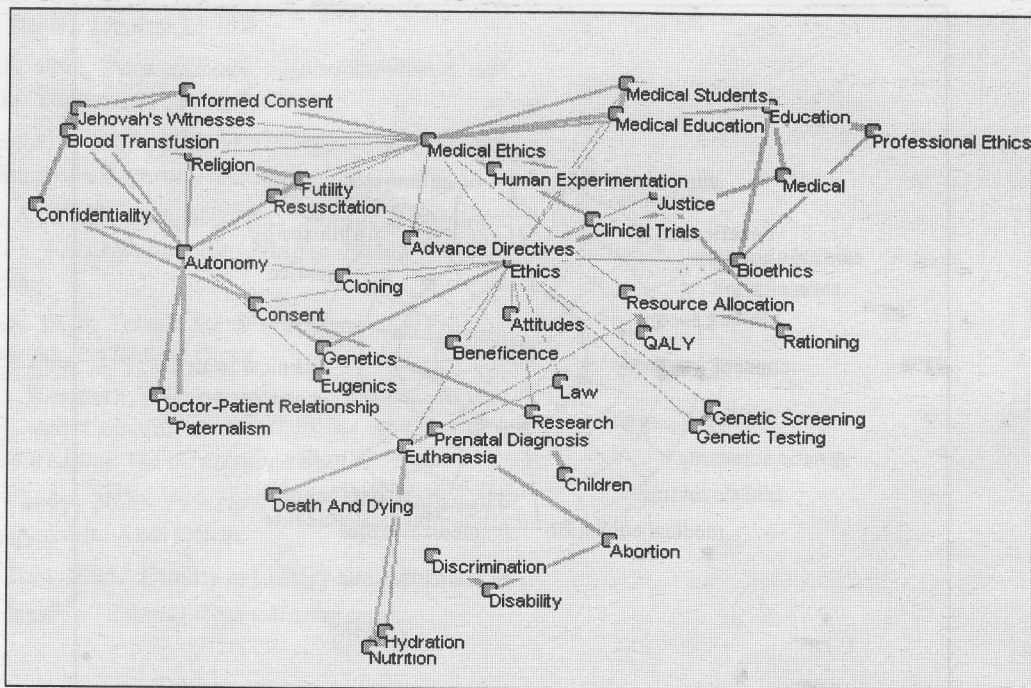 Medical Students
Informed Consent
Jehovah's Witnesses
Medical Education
Education
Blood Transfusion
Professional Ethics
Medical Ethics
Religion
Human Experimentation
Medical
Futility
Resuscitation
Justice
Confidentiality
Clinical Trials
Advance Directives
Autonomy
Ethics
Bioethics
Cloning
Resource Allocation
Consent
Attitudes
QALY
Rationing
Beneficence
Genetics
Eugenics
Law
Doctor-Patient Relationship
Genetic Screening
Paternalism
Research
Prenatal Diagnosis
Genetic Testing
Euthanasia
Children
Death And Dying
Abortion
Discrimination
Disability
Hydration
Nutrition